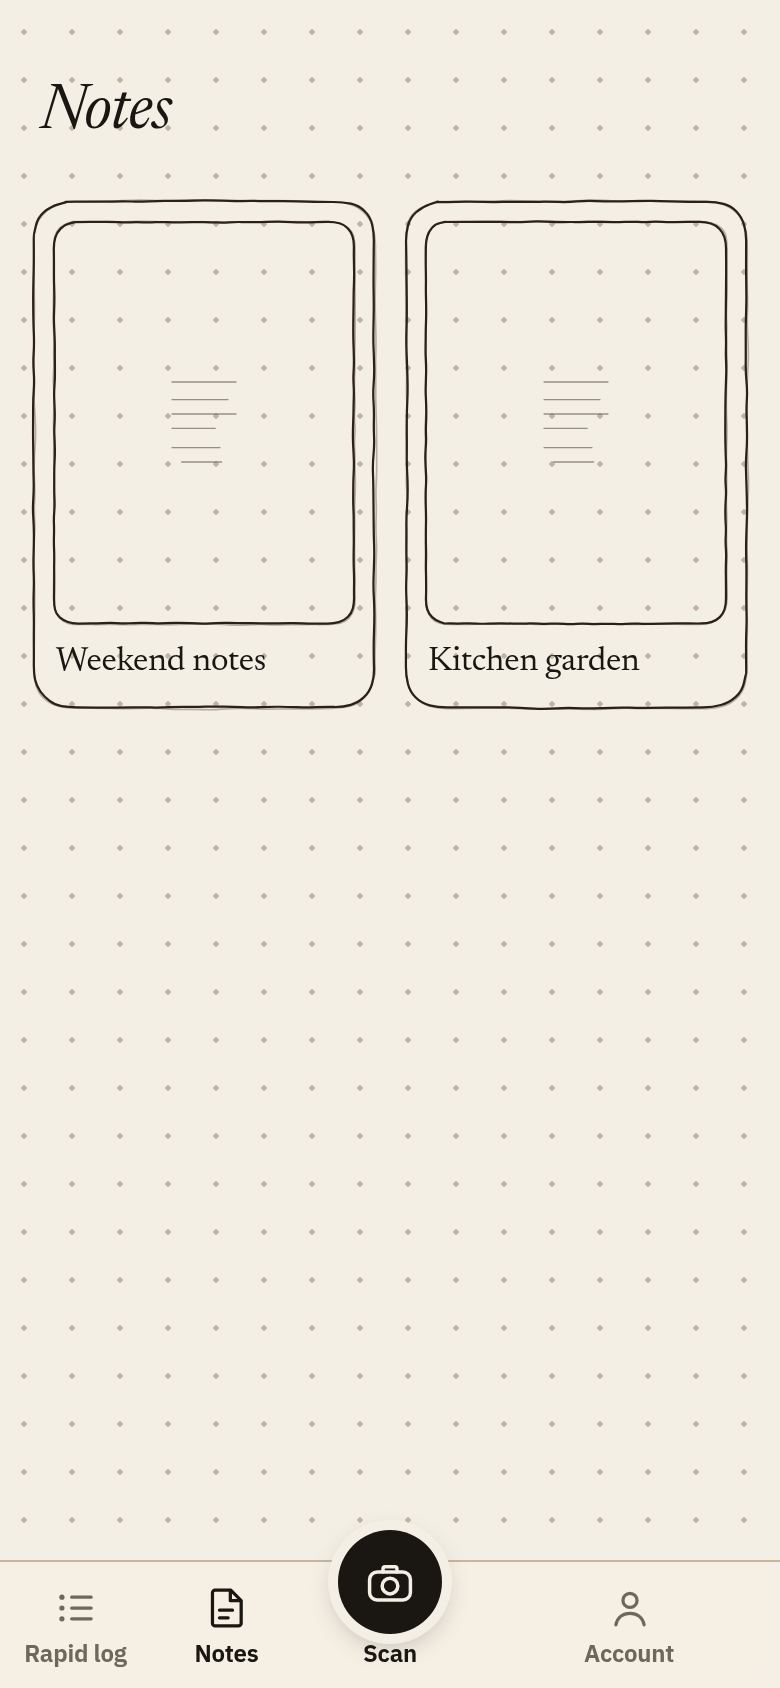 Notes
Weekend notes
Kitchen garden
Rapid log
Notes
Scan
Account